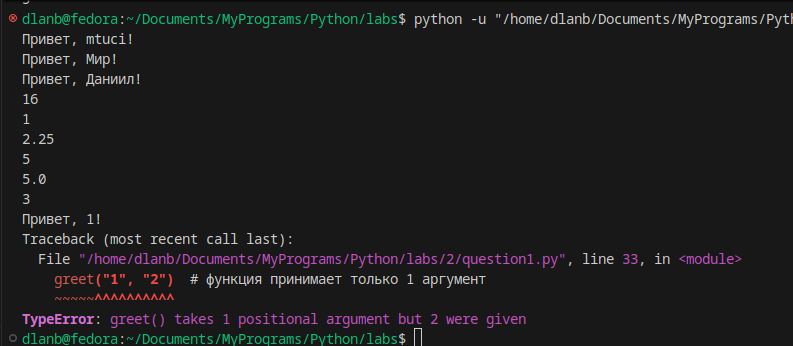 dlanb@fedora:~/Documents/MyPrograms/Python/labs$ python -u "/home/dlanb/Documents/MyPrograms/Pyth
Привет, mtuci!
Привет, Мир!
Привет, Даниил!
16
1
2.25
5
5.0
3
Привет, 1!
Traceback (most recent call last):
  File "/home/dlanb/Documents/MyPrograms/Python/labs/2/question1.py", line 33, in <module>
    greet("1", "2")  # функция принимает только 1 аргумент
    ~~~~~^^^^^^^^^^
TypeError: greet() takes 1 positional argument but 2 were given
dlanb@fedora:~/Documents/MyPrograms/Python/labs$